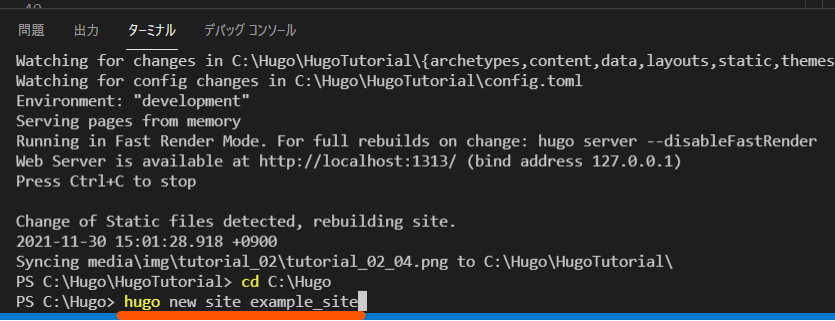 40
問題 出力 ターミナル デバッグ コンソール
Watching for changes in C:\Hugo\HugoTutorial\{archetypes,content,data,layouts,static,themes
Watching for config changes in C:\Hugo\HugoTutorial\config.toml
Environment: "development"
Serving pages from memory
Running in Fast Render Mode. For full rebuilds on change: hugo server --disableFastRender
Web Server is available at http://localhost:1313/ (bind address 127.0.0.1)
Press Ctrl+C to stop
Change of Static files detected, rebuilding site.
2021-11-30 15:01:28.918 +0900
Syncing media\img\tutorial_02\tutorial_02_04.png to C:\Hugo\HugoTutorial\
PS C:\Hugo\HugoTutorial> cd C:\Hugo
PS C:\Hugo> hugo new site example_site